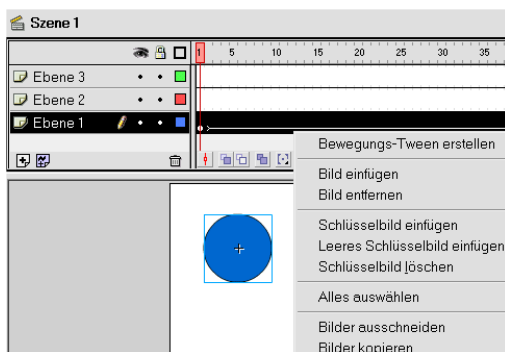 Szene 1
1 5 10 15 20 25 30 35
Ebene 3
Ebene 2
Ebene 1
Bewegungs-Tween erstellen
Bild einfügen
Bild entfernen
Schlüsselbild einfügen
Leeres Schlüsselbild einfügen
Schlüsselbild löschen
Alles auswählen
Bilder ausschneiden
Bilder kopieren